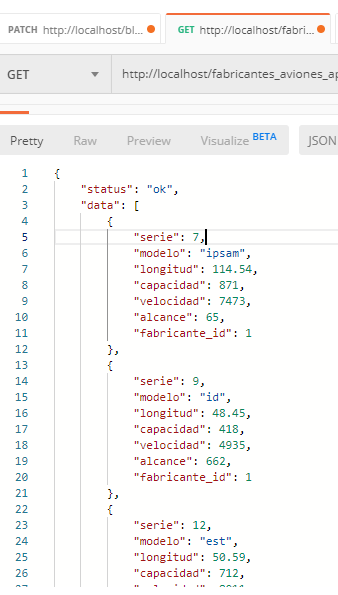 PATCH http://localhost/bl...
GET http://localhost/fabri...
GET http://localhost/fabricantes_aviones_ap
Pretty Raw Preview Visualize BETA JSON
1 {
2 "status": "ok",
3 "data": [
4 {
5 "serie": 7,
6 "modelo": "ipsam",
7 "longitud": 114.54,
8 "capacidad": 871,
9 "velocidad": 7473,
10 "alcance": 65,
11 "fabricante_id": 1
12 },
13 {
14 "serie": 9,
15 "modelo": "id",
16 "longitud": 48.45,
17 "capacidad": 418,
18 "velocidad": 4935,
19 "alcance": 662,
20 "fabricante_id": 1
21 },
22 {
23 "serie": 12,
24 "modelo": "est",
25 "longitud": 50.59,
26 "capacidad": 712,